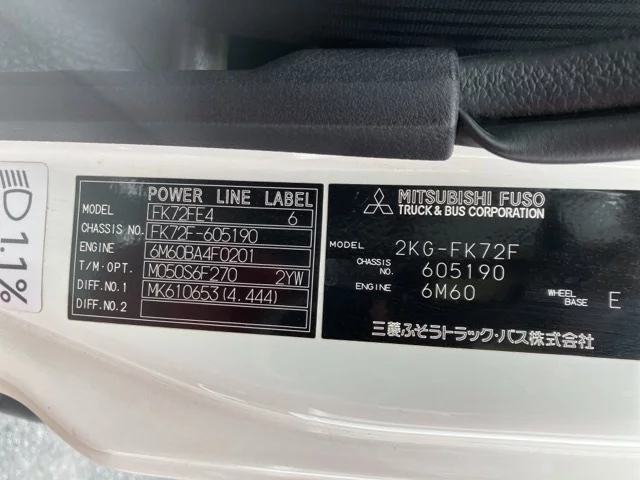 POWER LINE LABEL
MODEL FK72FE4 6
CHASSIS NO. FK72F-605190
ENGINE 6M60BA4F0201
T/M·OPT. M050S6F270 2YW
DIFF.NO.1 MK610653(4.444)
DIFF.NO.2
MITSUBISHI FUSO
TRUCK & BUS CORPORATION
MODEL 2KG-FK72F
CHASSIS NO. 605190
ENGINE 6M60 WHEEL BASE E
三菱ふそうトラック・バス株式会社
1.1%